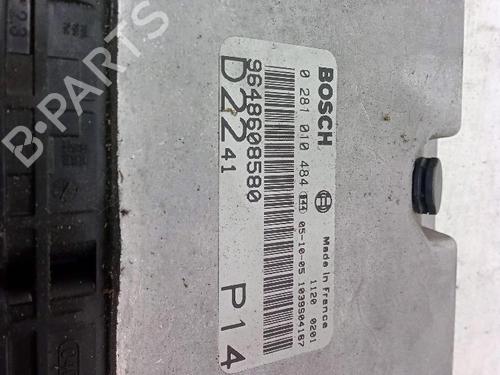 BOSCH
0 281 010 484 144
05-10-05 1039S04187
Made in France
1120 0201
9648608580
D22 41
P14
B-PARTS